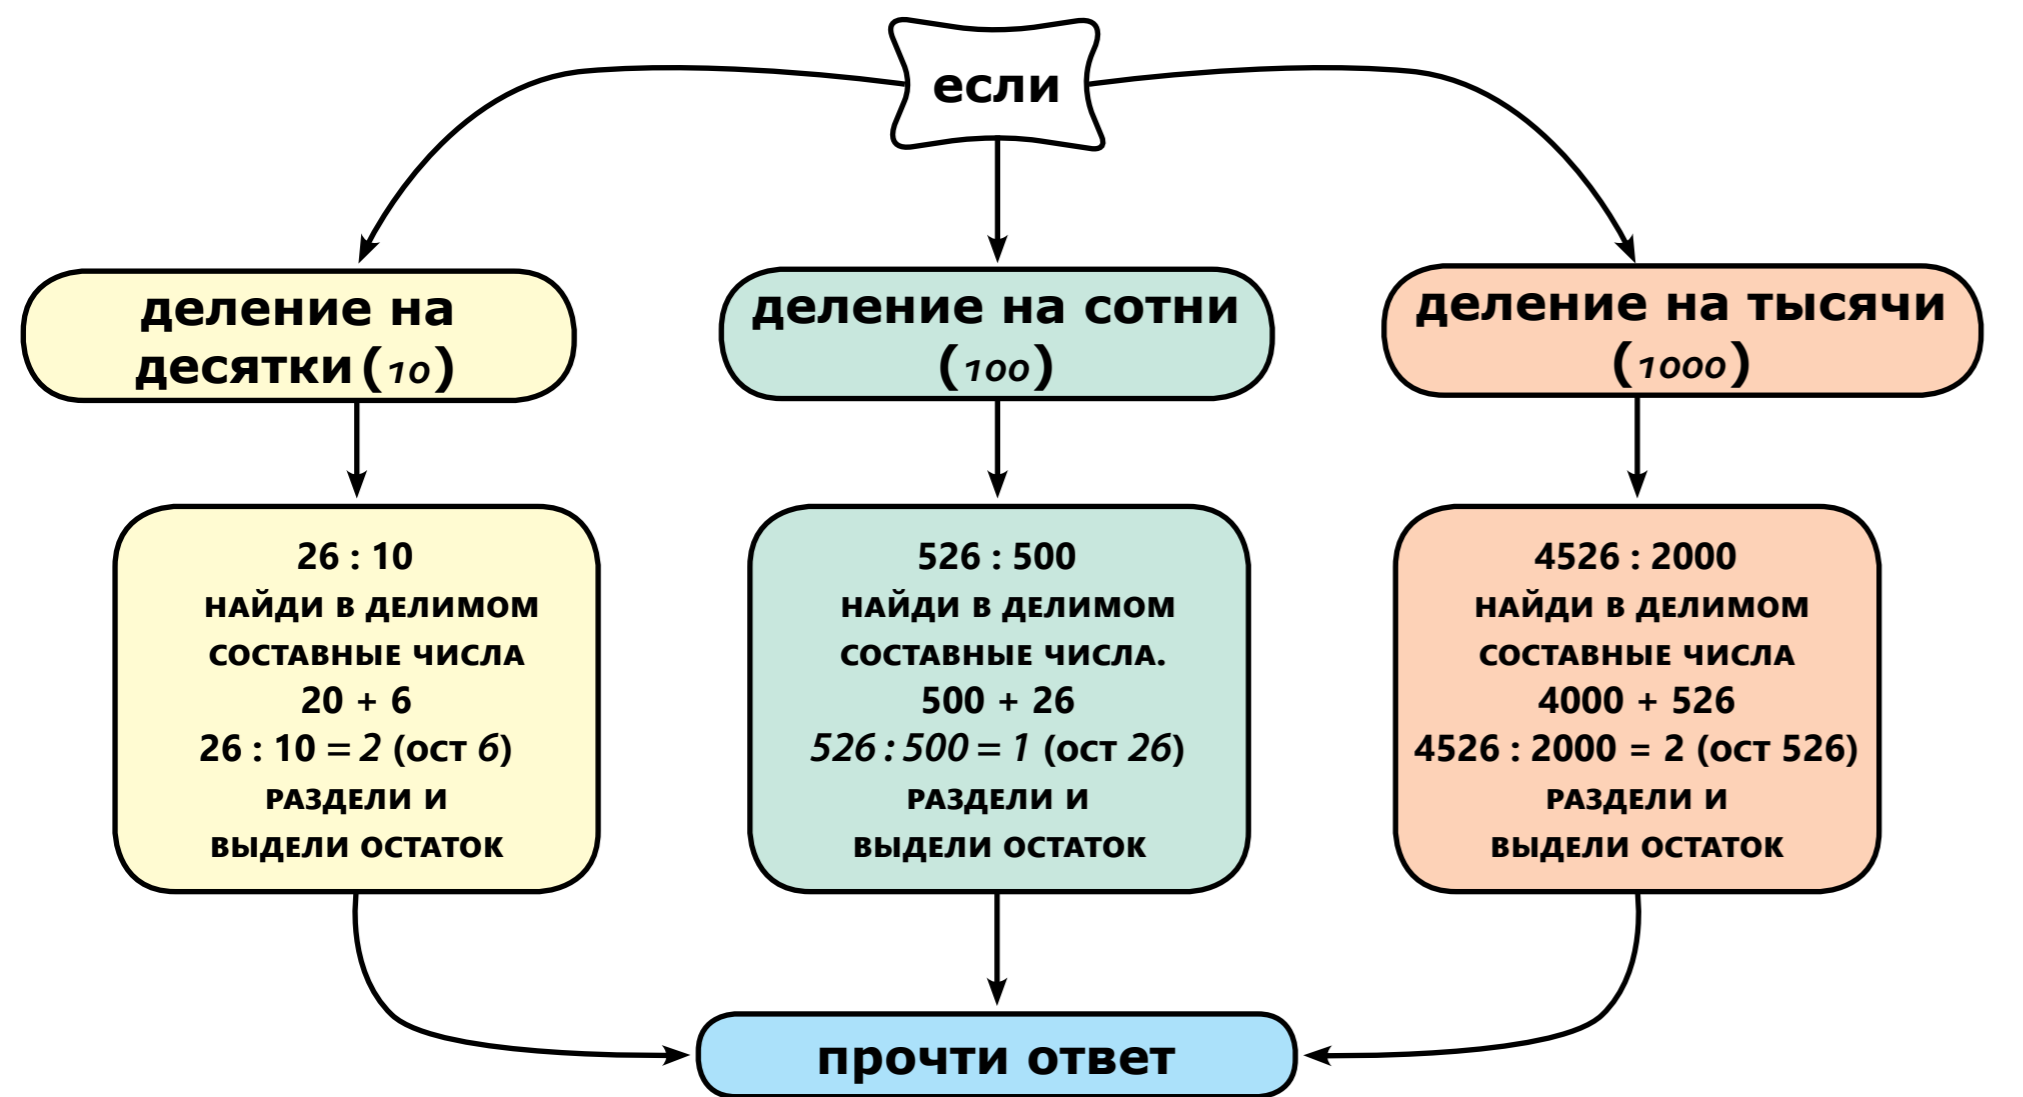 если
деление на
десятки (10)
деление на сотни
(100)
деление на тысячи
(1000)
26 : 10
НАЙДИ В ДЕЛИМОМ
СОСТАВНЫЕ ЧИСЛА
20 + 6
26 : 10 = 2 (ост 6)
РАЗДЕЛИ И
ВЫДЕЛИ ОСТАТОК
526 : 500
НАЙДИ В ДЕЛИМОМ
СОСТАВНЫЕ ЧИСЛА.
500 + 26
526 : 500 = 1 (ост 26)
РАЗДЕЛИ И
ВЫДЕЛИ ОСТАТОК
4526 : 2000
НАЙДИ В ДЕЛИМОМ
СОСТАВНЫЕ ЧИСЛА
4000 + 526
4526 : 2000 = 2 (ост 526)
РАЗДЕЛИ И
ВЫДЕЛИ ОСТАТОК
прочти ответ